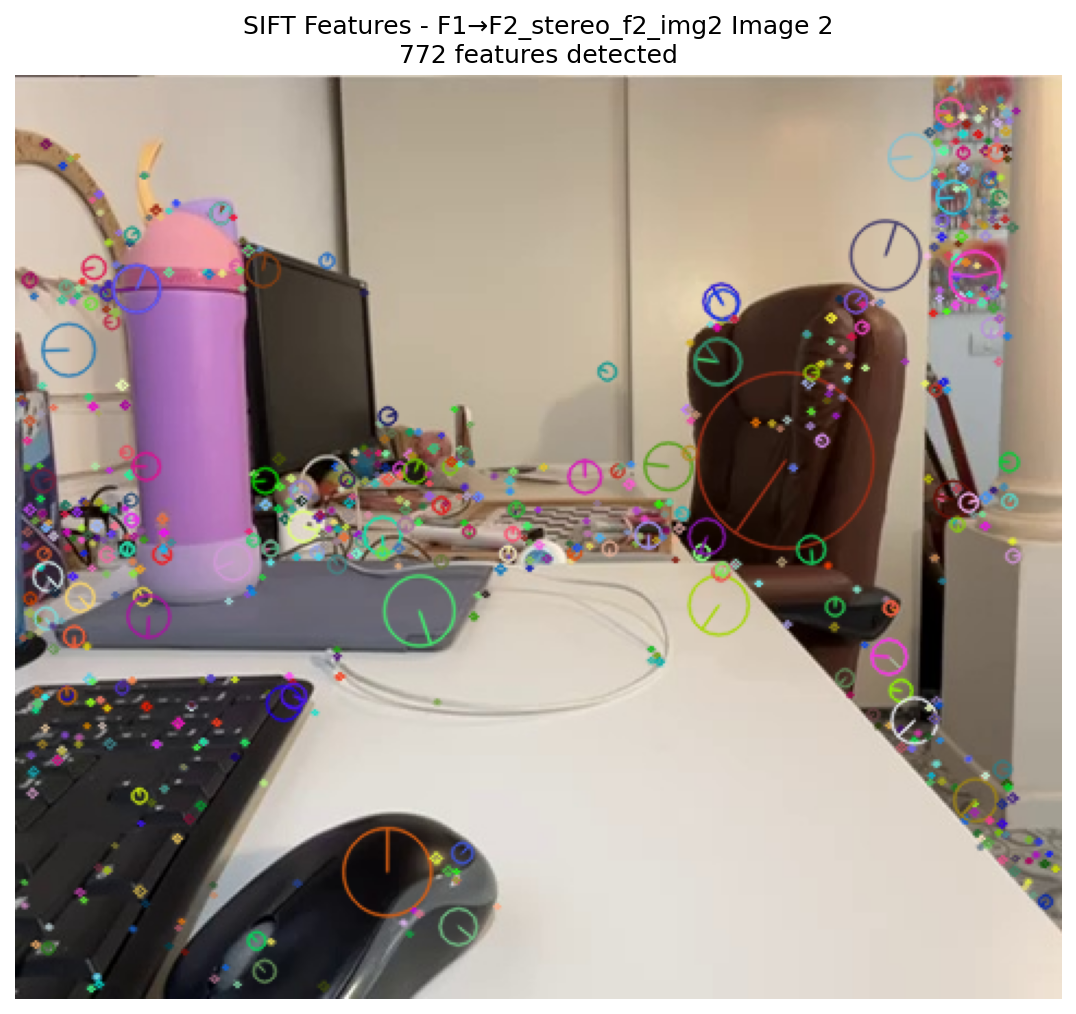 SIFT Features - F1→F2_stereo_f2_img2 Image 2
772 features detected